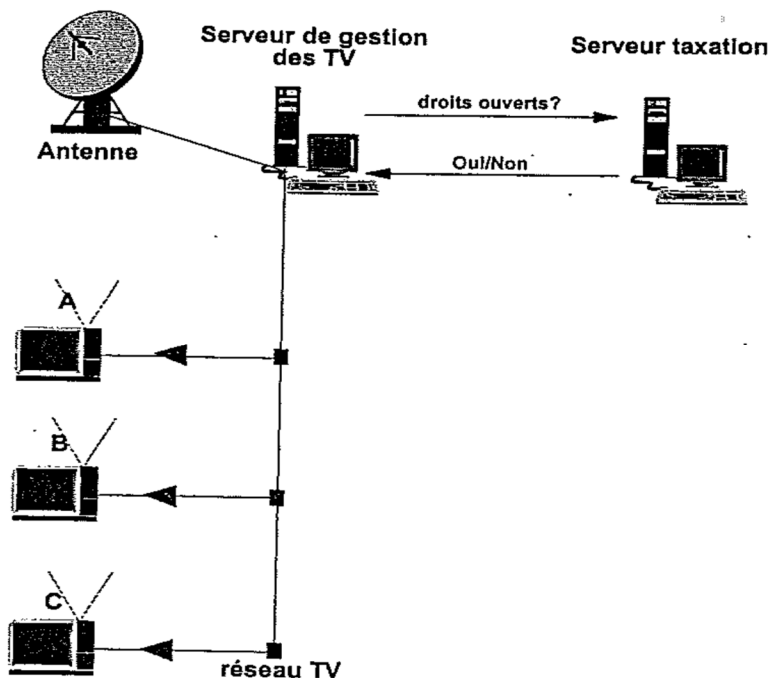 Serveur de gestion
des TV
Serveur taxation
droits ouverts?
Antenne
Oui/Non
A
B
C
réseau TV